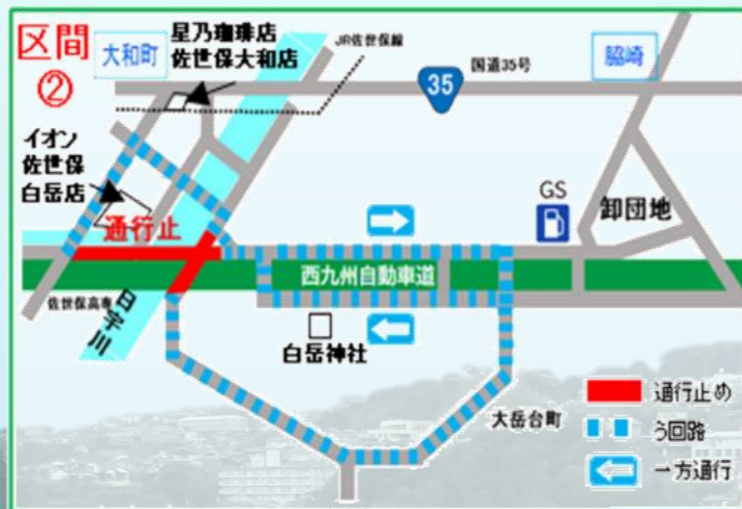 区間
②
大和町
星乃珈琲店
佐世保大和店
JR佐世保線
35
国道35号
脇崎
イオン
佐世保
白岳店
通行止
GS
卸団地
西九州自動車道
佐世保高専
日宇川
白岳神社
大岳台町
通行止め
う回路
一方通行